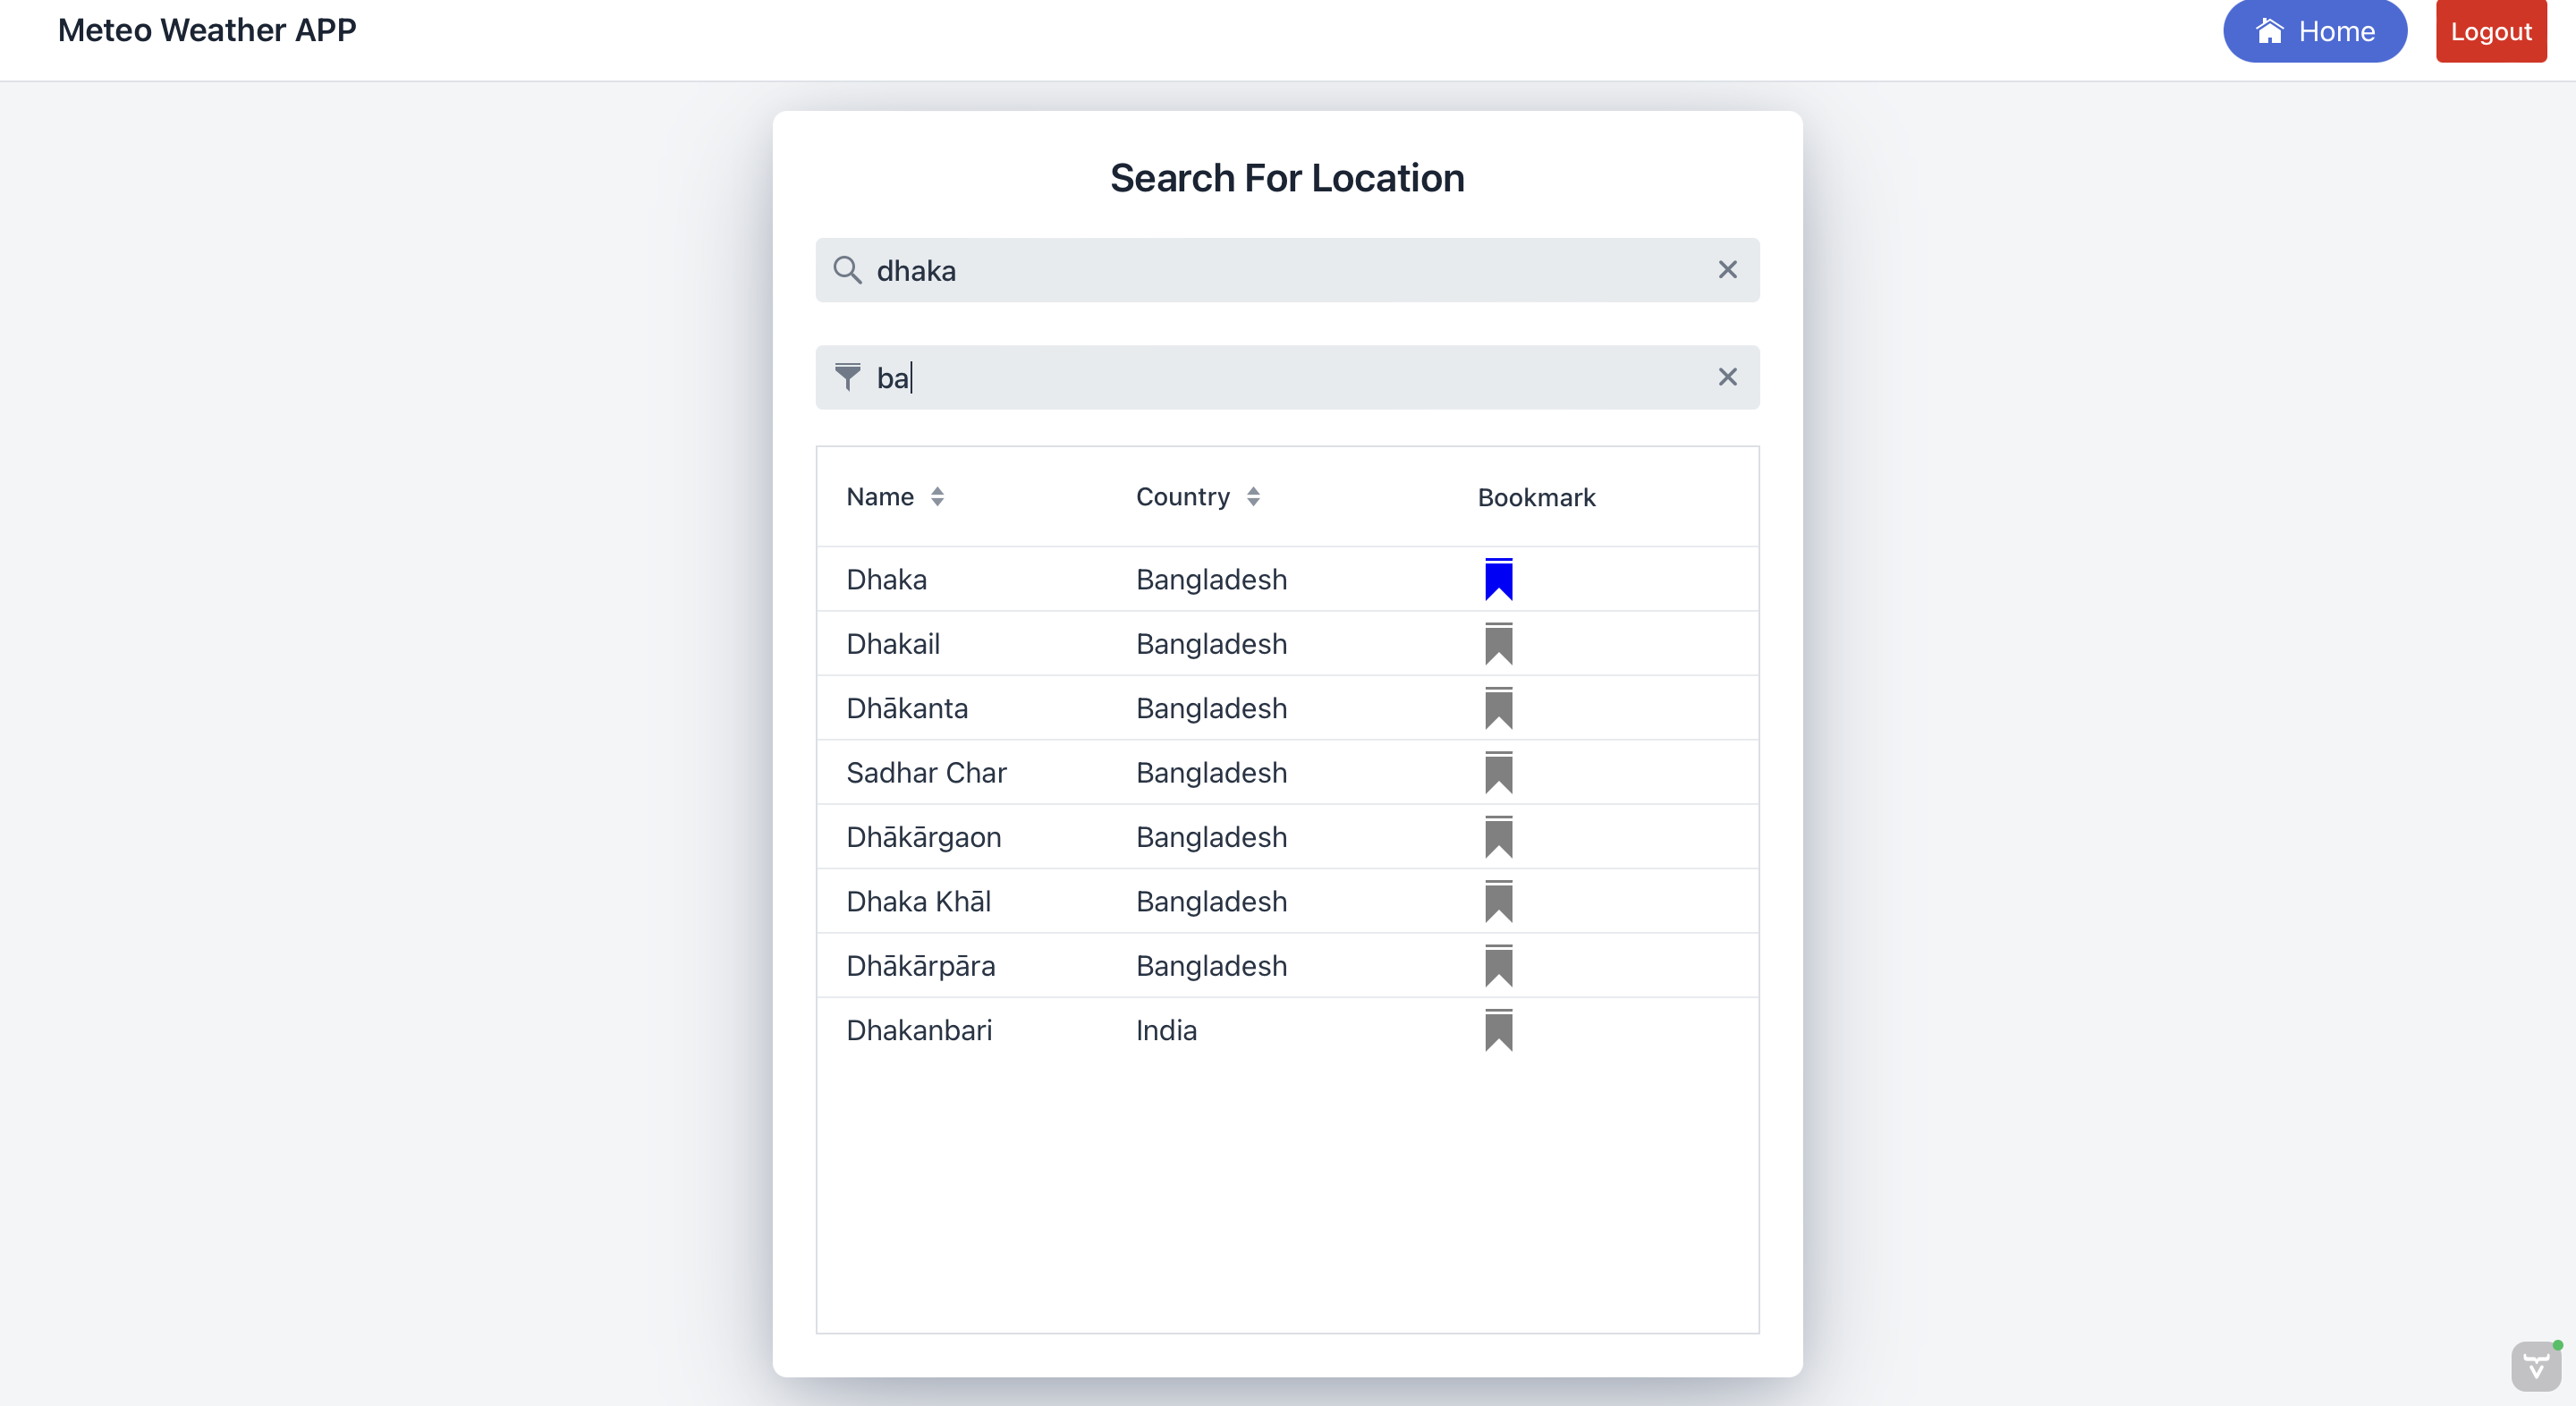 Meteo Weather APP
Home
Logout
Search For Location
dhaka
ba
Name Country Bookmark
Dhaka Bangladesh
Dhakail Bangladesh
Dhākanta Bangladesh
Sadhar Char Bangladesh
Dhākārgaon Bangladesh
Dhaka Khāl Bangladesh
Dhākārpāra Bangladesh
Dhakanbari India